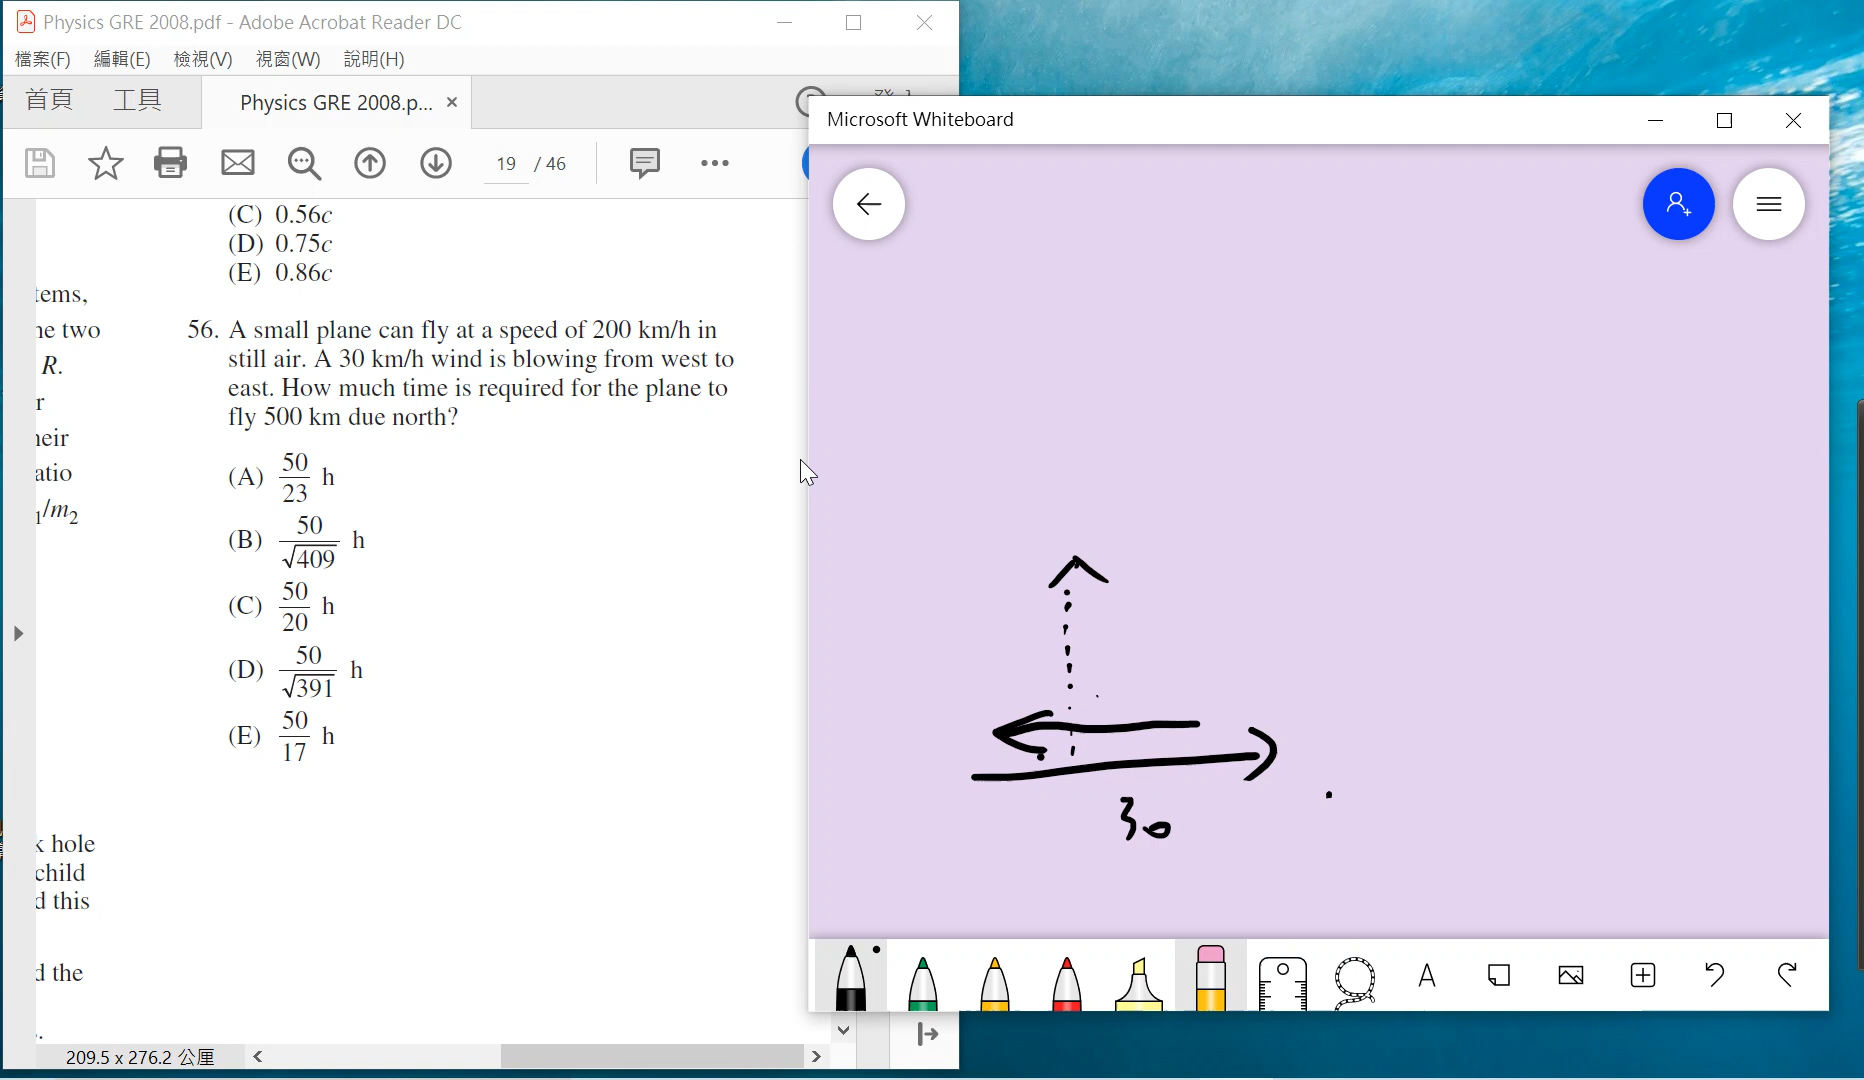 Physics GRE 2008.pdf - Adobe Acrobat Reader DC
檔案(F) 編輯(E) 檢視(V) 視窗(W) 說明(H)
首頁 工具 Physics GRE 2008.p... ×
19 / 46
(C) 0.56c
(D) 0.75c
(E) 0.86c
tems,
ne two
R.
r
heir
atio
1/m2
56. A small plane can fly at a speed of 200 km/h in
still air. A 30 km/h wind is blowing from west to
east. How much time is required for the plane to
fly 500 km due north?
(A) 50/23 h
(B) 50/√409 h
(C) 50/20 h
(D) 50/√391 h
(E) 50/17 h
k hole
child
d this
d the
209.5 x 276.2 公厘
Microsoft Whiteboard
30
A